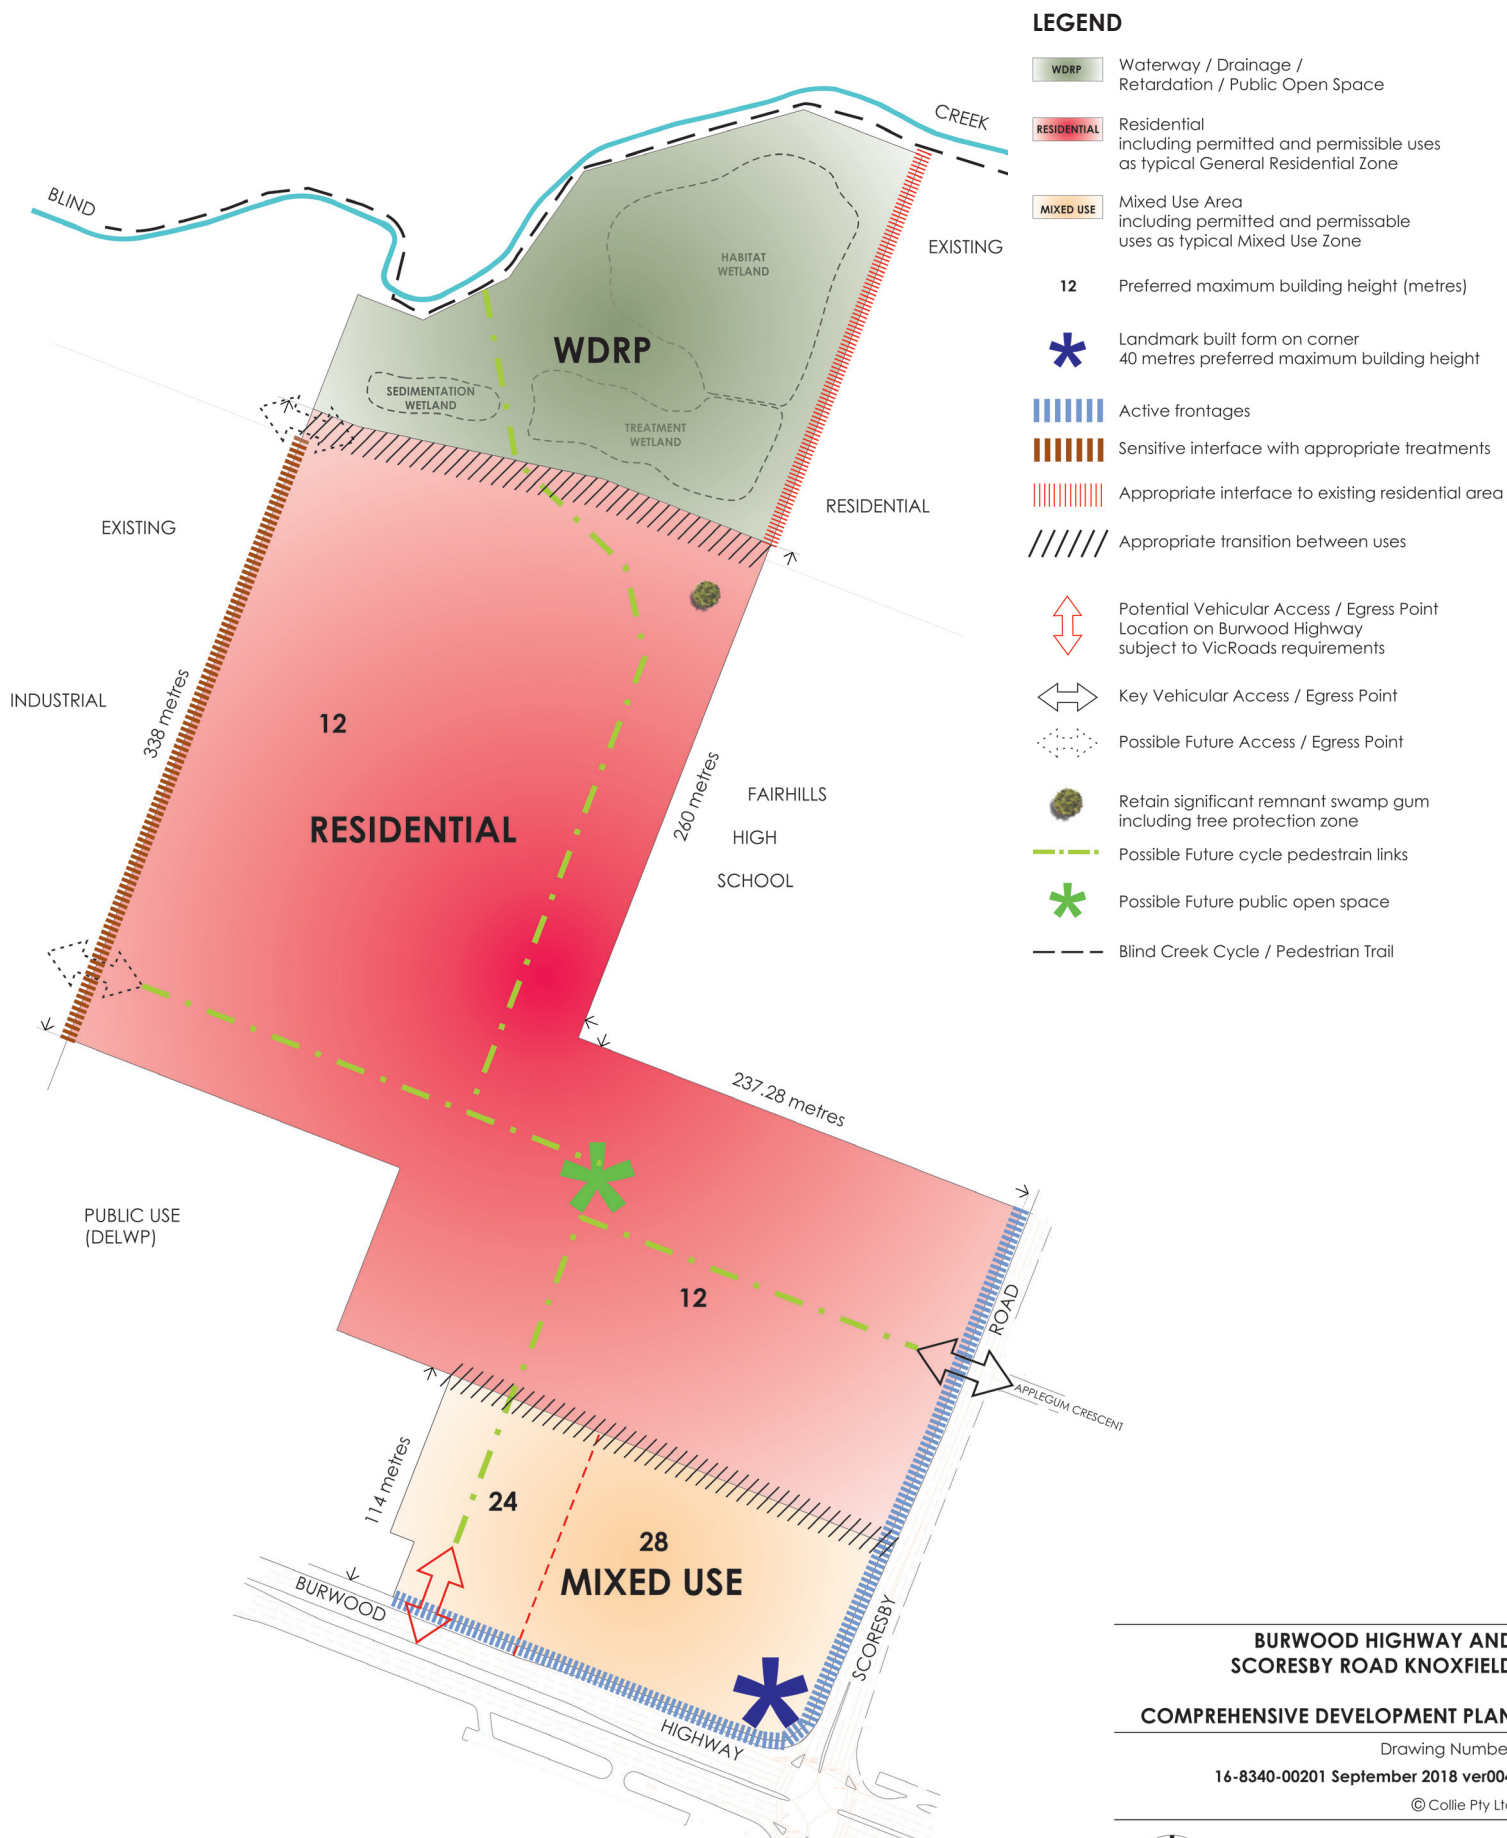 LEGEND
WDRP
Waterway / Drainage /
Retardation / Public Open Space
RESIDENTIAL
Residential
including permitted and permissible uses
as typical General Residential Zone
MIXED USE
Mixed Use Area
including permitted and permissable
uses as typical Mixed Use Zone
12
Preferred maximum building height (metres)
Landmark built form on corner
40 metres preferred maximum building height
Active frontages
Sensitive interface with appropriate treatments
Appropriate interface to existing residential area
Appropriate transition between uses
Potential Vehicular Access / Egress Point
Location on Burwood Highway
subject to VicRoads requirements
Key Vehicular Access / Egress Point
Possible Future Access / Egress Point
Retain significant remnant swamp gum
including tree protection zone
Possible Future cycle pedestrain links
Possible Future public open space
Blind Creek Cycle / Pedestrian Trail
BLIND
CREEK
EXISTING
HABITAT
WETLAND
WDRP
SEDIMENTATION
WETLAND
TREATMENT
WETLAND
RESIDENTIAL
EXISTING
INDUSTRIAL
338 metres
12
RESIDENTIAL
260 metres
FAIRHILLS
HIGH
SCHOOL
237.28 metres
PUBLIC USE
(DELWP)
12
ROAD
APPLEGUM CRESCENT
114 metres
24
28
MIXED USE
BURWOOD
HIGHWAY
SCORESBY
BURWOOD HIGHWAY AND
SCORESBY ROAD KNOXFIELD
COMPREHENSIVE DEVELOPMENT PLAN
Drawing Number
16-8340-00201 September 2018 ver004
© Collie Pty Ltd